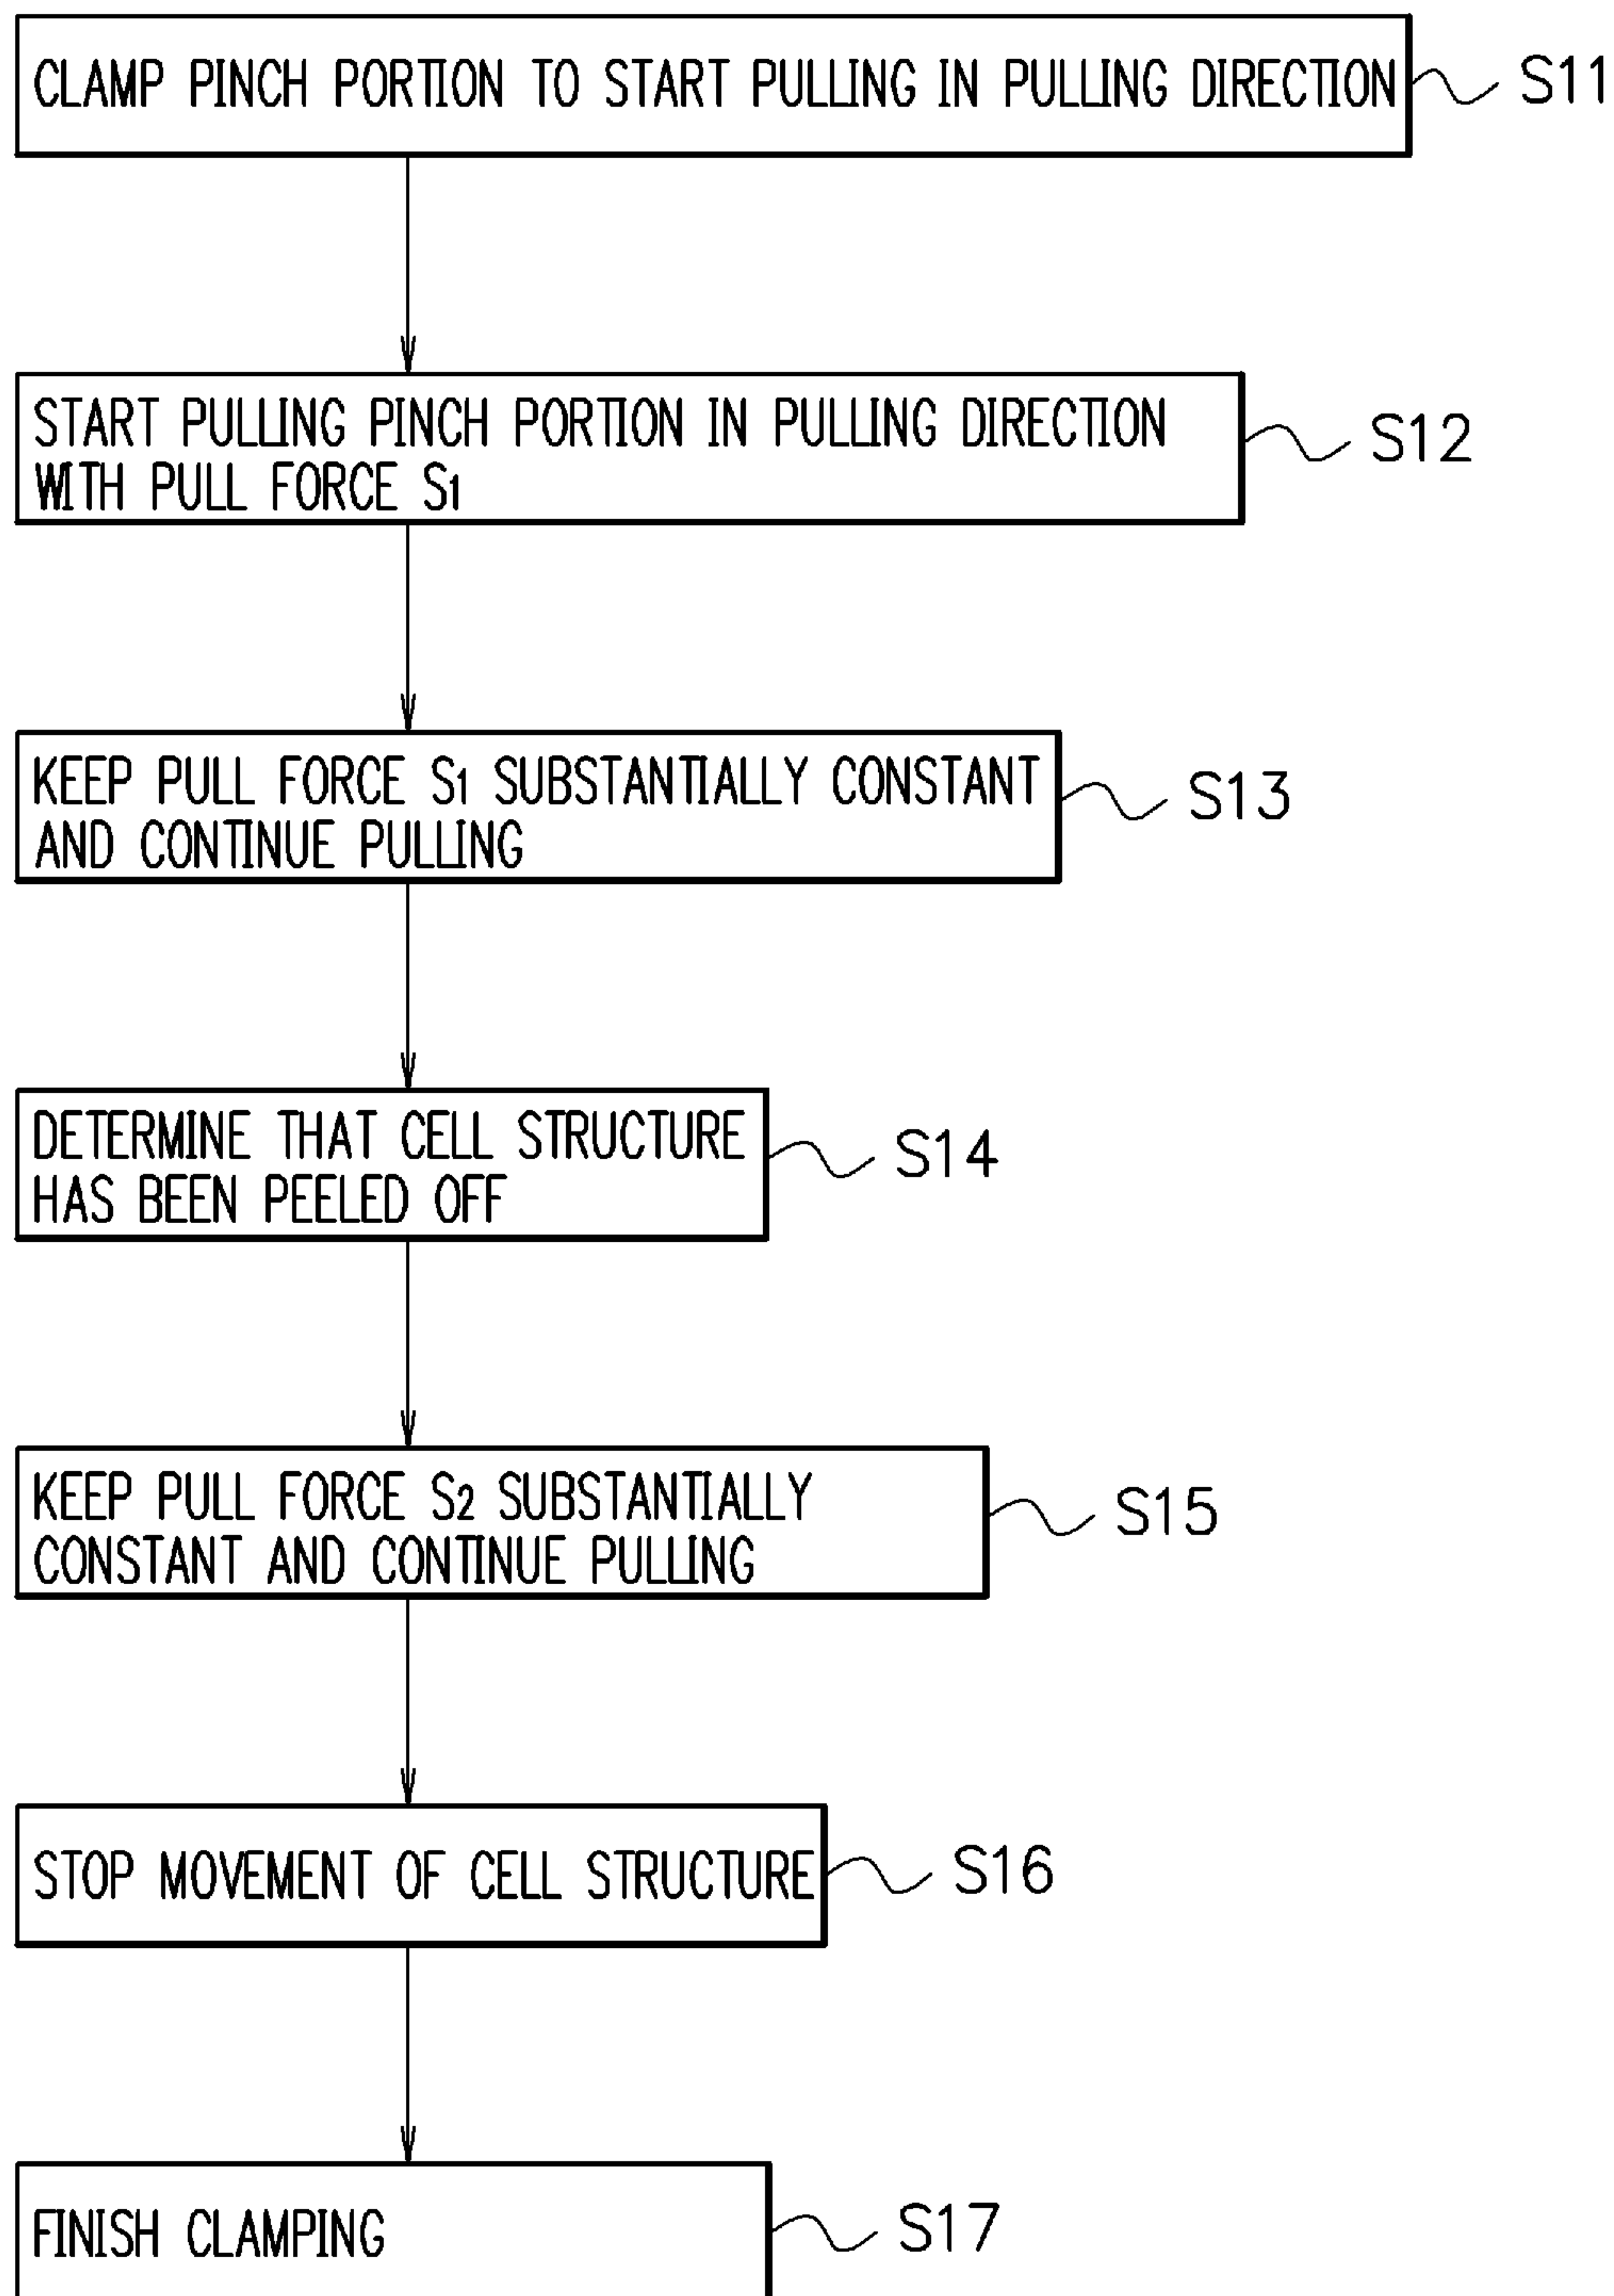 CLAMP PINCH PORTION TO START PULLING IN PULLING DIRECTION
S11
START PULLING PINCH PORTION IN PULLING DIRECTION
WITH PULL FORCE S1
S12
KEEP PULL FORCE S1 SUBSTANTIALLY CONSTANT
AND CONTINUE PULLING
S13
DETERMINE THAT CELL STRUCTURE
HAS BEEN PEELED OFF
S14
KEEP PULL FORCE S2 SUBSTANTIALLY
CONSTANT AND CONTINUE PULLING
S15
STOP MOVEMENT OF CELL STRUCTURE
S16
FINISH CLAMPING
S17